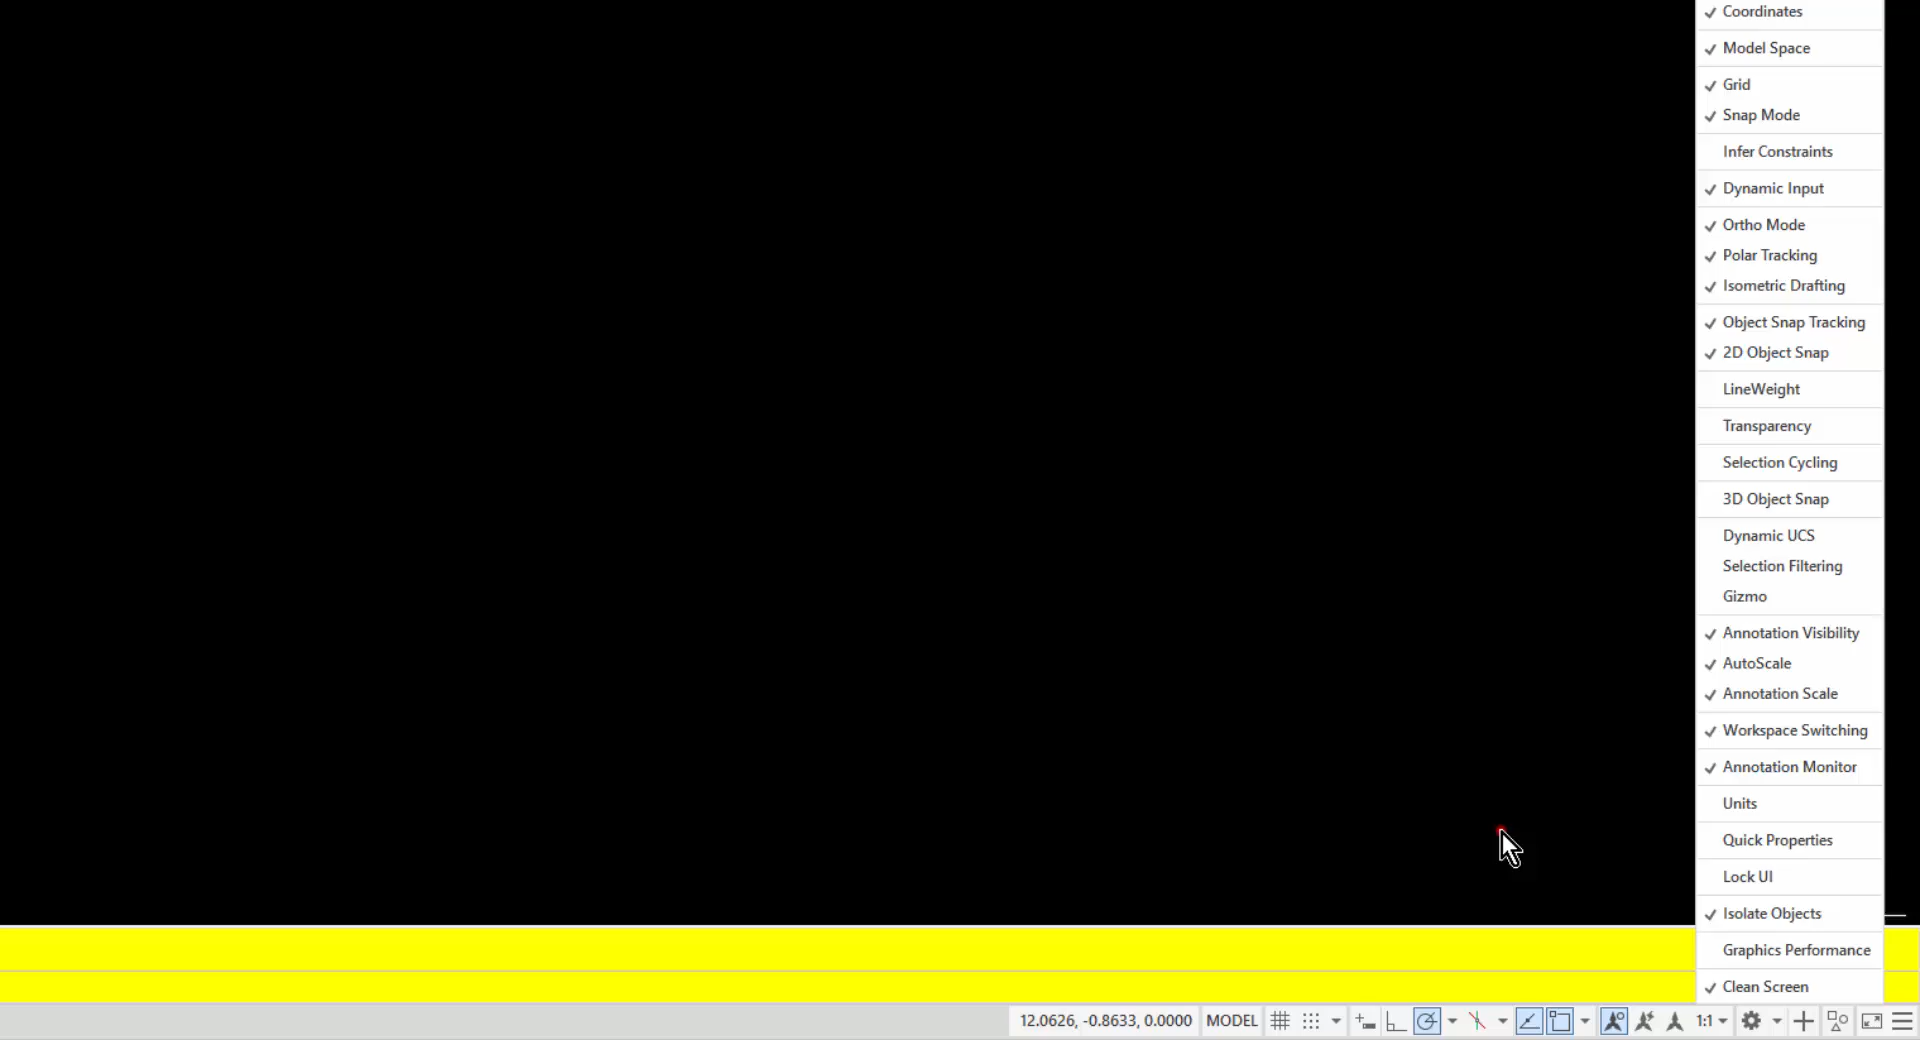 Coordinates
Model Space
Grid
Snap Mode
Infer Constraints
Dynamic Input
Ortho Mode
Polar Tracking
Isometric Drafting
Object Snap Tracking
2D Object Snap
LineWeight
Transparency
Selection Cycling
3D Object Snap
Dynamic UCS
Selection Filtering
Gizmo
Annotation Visibility
AutoScale
Annotation Scale
Workspace Switching
Annotation Monitor
Units
Quick Properties
Lock UI
Isolate Objects
Graphics Performance
Clean Screen
12.0626, -0.8633, 0.0000 MODEL 1:1